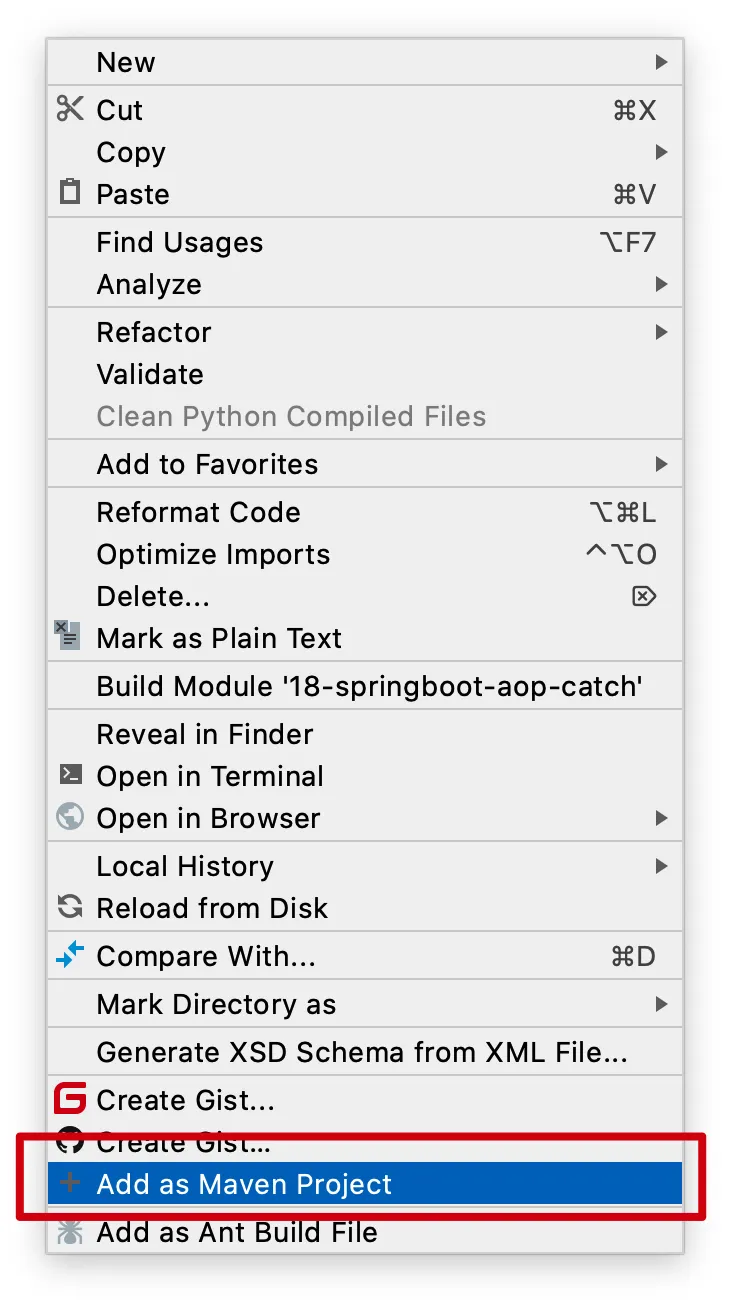 New
Cut ⌘X
Copy
Paste ⌘V
Find Usages ⌥F7
Analyze
Refactor
Validate
Clean Python Compiled Files
Add to Favorites
Reformat Code ⌥⌘L
Optimize Imports ^⌥O
Delete... ⌦
Mark as Plain Text
Build Module '18-springboot-aop-catch'
Reveal in Finder
Open in Terminal
Open in Browser
Local History
Reload from Disk
Compare With... ⌘D
Mark Directory as
Generate XSD Schema from XML File...
Create Gist...
Create Gist...
Add as Maven Project
Add as Ant Build File